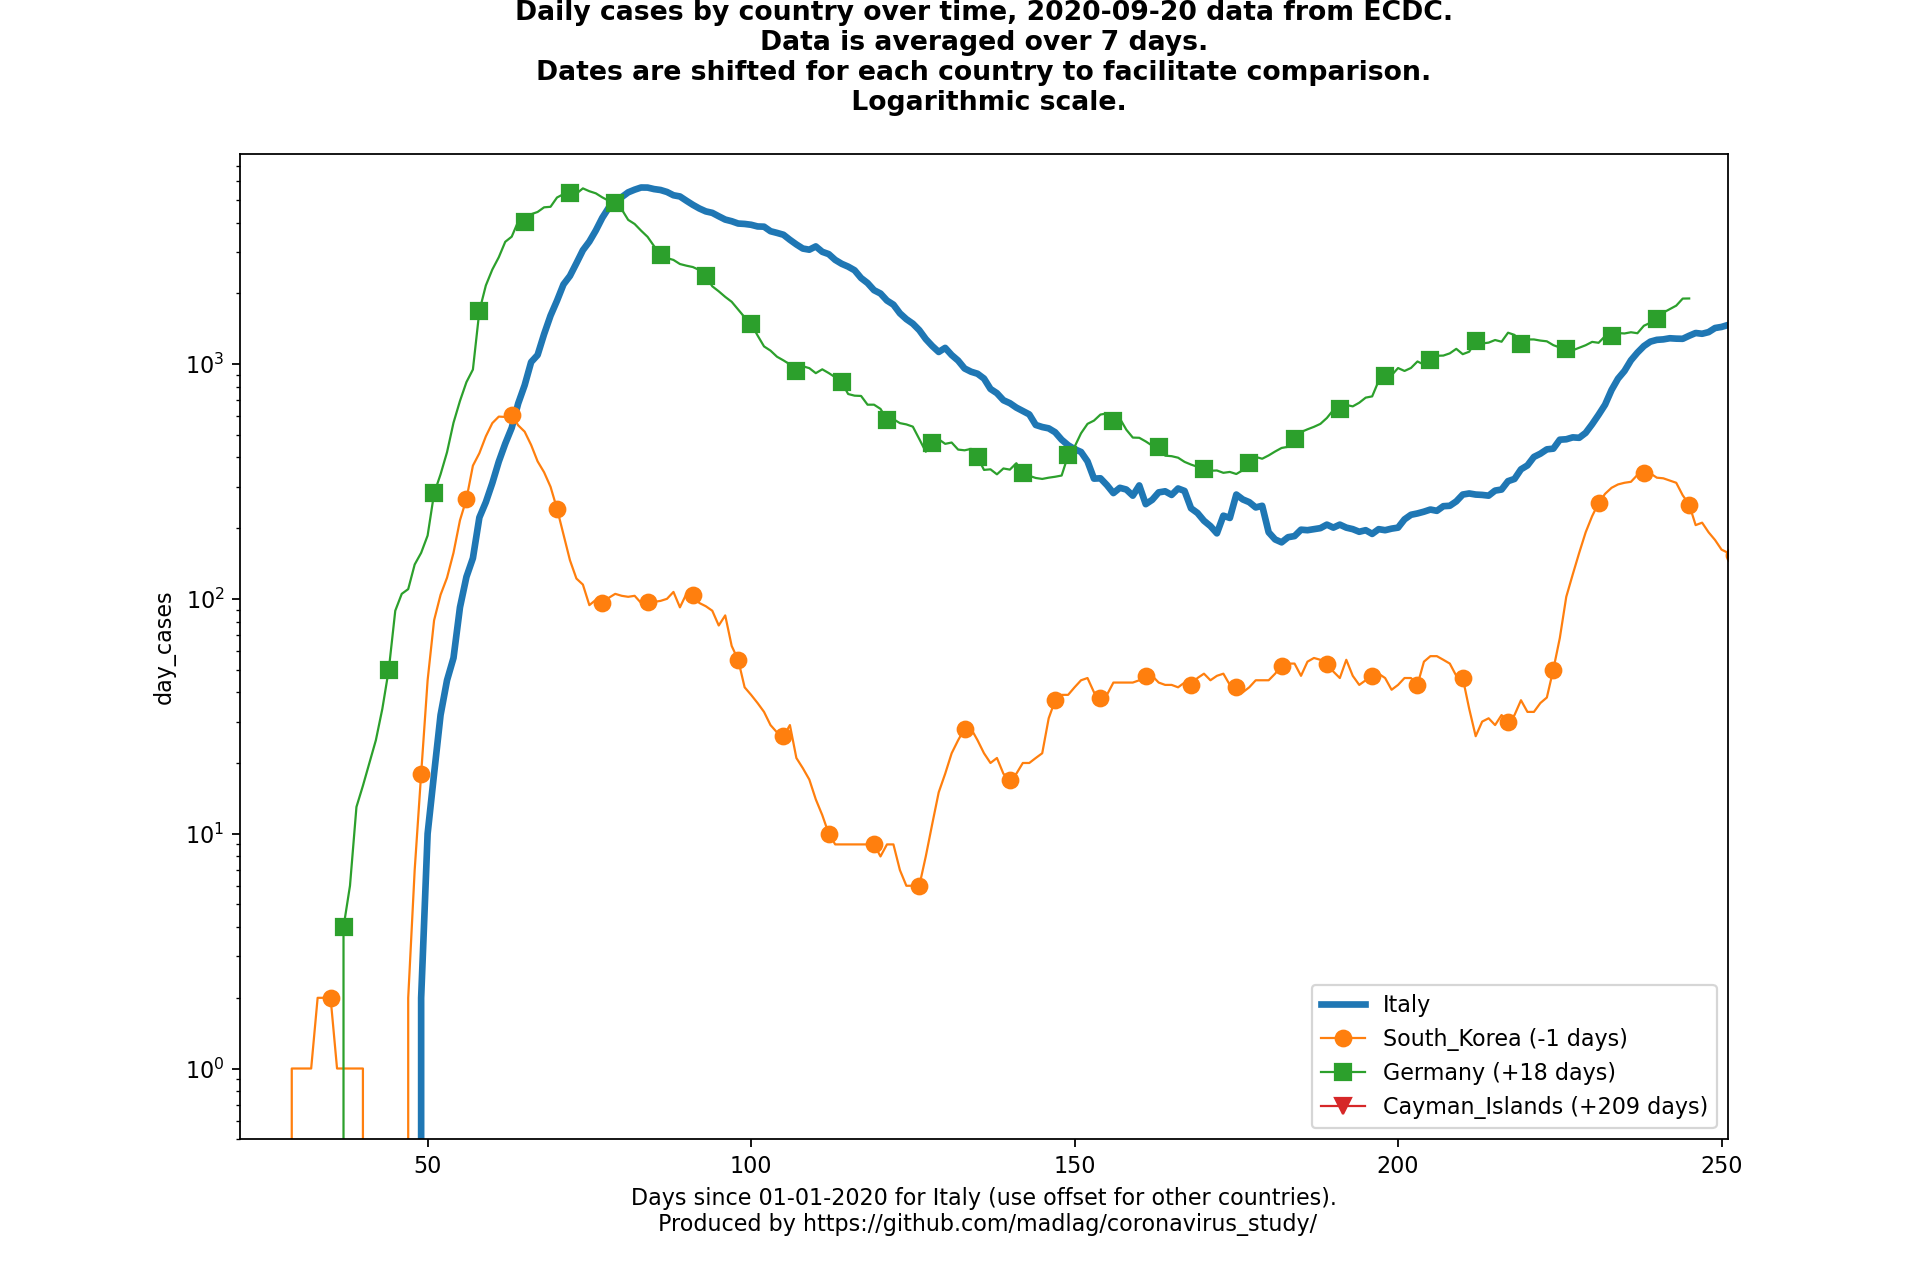 Daily cases by country over time, 2020-09-20 data from ECDC.
Data is averaged over 7 days.
Dates are shifted for each country to facilitate comparison.
Logarithmic scale.
10³
10²
10¹
10⁰
day_cases
Italy
South_Korea (-1 days)
Germany (+18 days)
Cayman_Islands (+209 days)
50 100 150 200 250
Days since 01-01-2020 for Italy (use offset for other countries).
Produced by https://github.com/madlag/coronavirus_study/